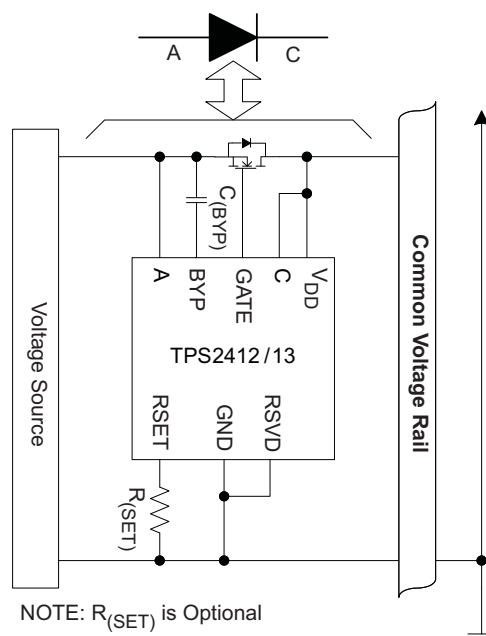 A
C
C(BYP)
A
BYP
GATE
C
VDD
TPS2412/13
RSET
GND
RSVD
R(SET)
Voltage Source
Common Voltage Rail
NOTE: R(SET) is Optional